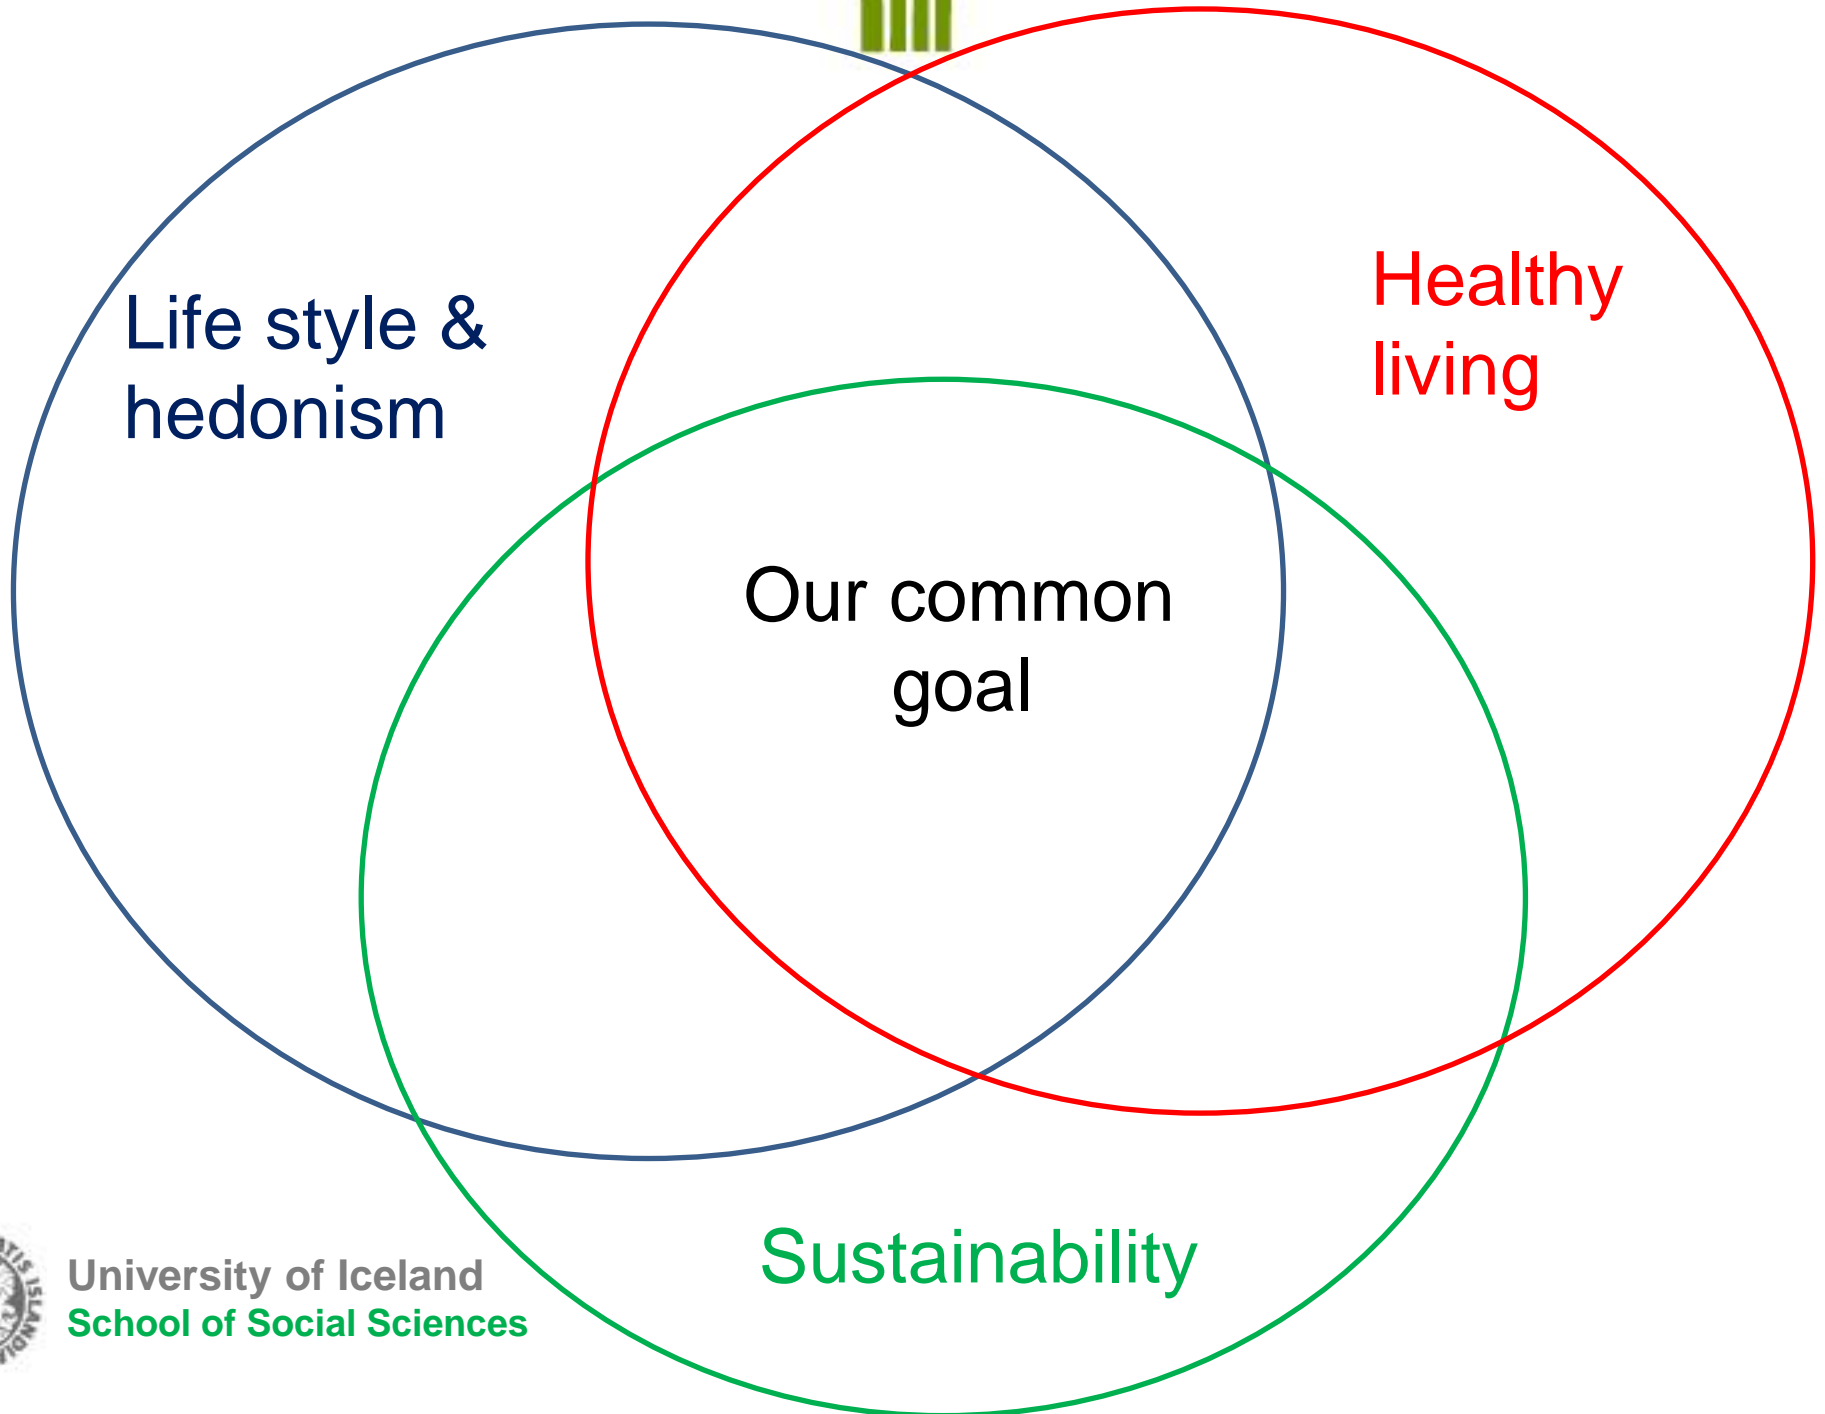 Life style &
hedonism
Healthy
living
Our common
goal
Sustainability
University of Iceland
School of Social Sciences